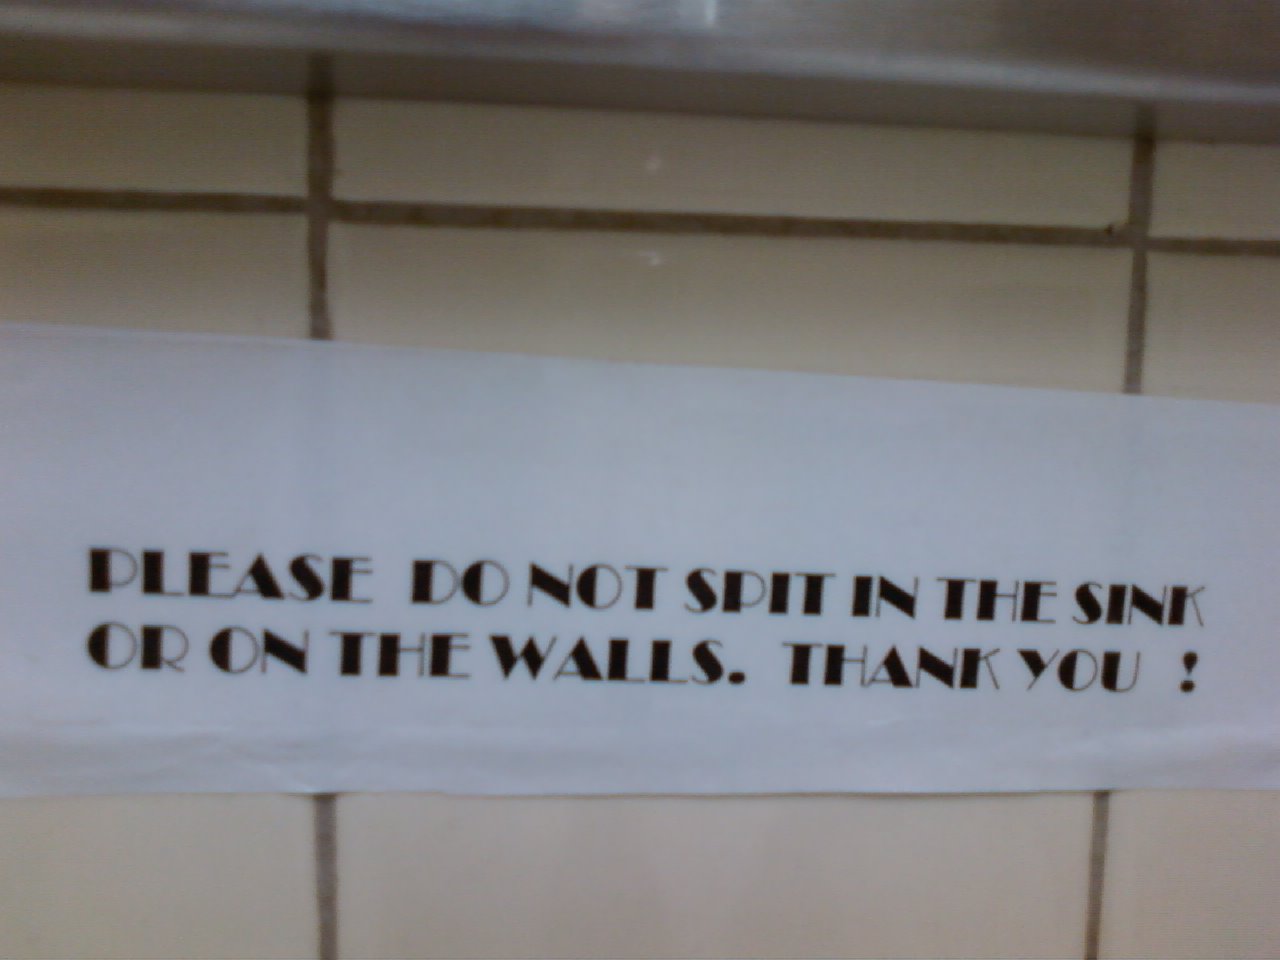 PLEASE DO NOT SPIT IN THE SINK
OR ON THE WALLS. THANK YOU !